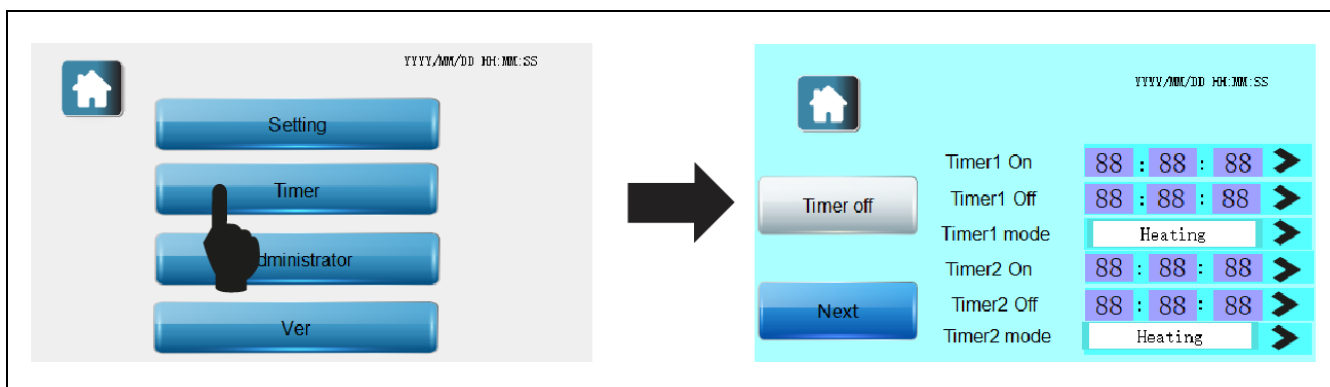 YYYY/MM/DD HH:MM:SS
Setting
Timer
dministrator
Ver
YYYY/MM/DD HH:MM:SS
Timer off
Next
Timer1 On 88 : 88 : 88
Timer1 Off 88 : 88 : 88
Timer1 mode Heating
Timer2 On 88 : 88 : 88
Timer2 Off 88 : 88 : 88
Timer2 mode Heating